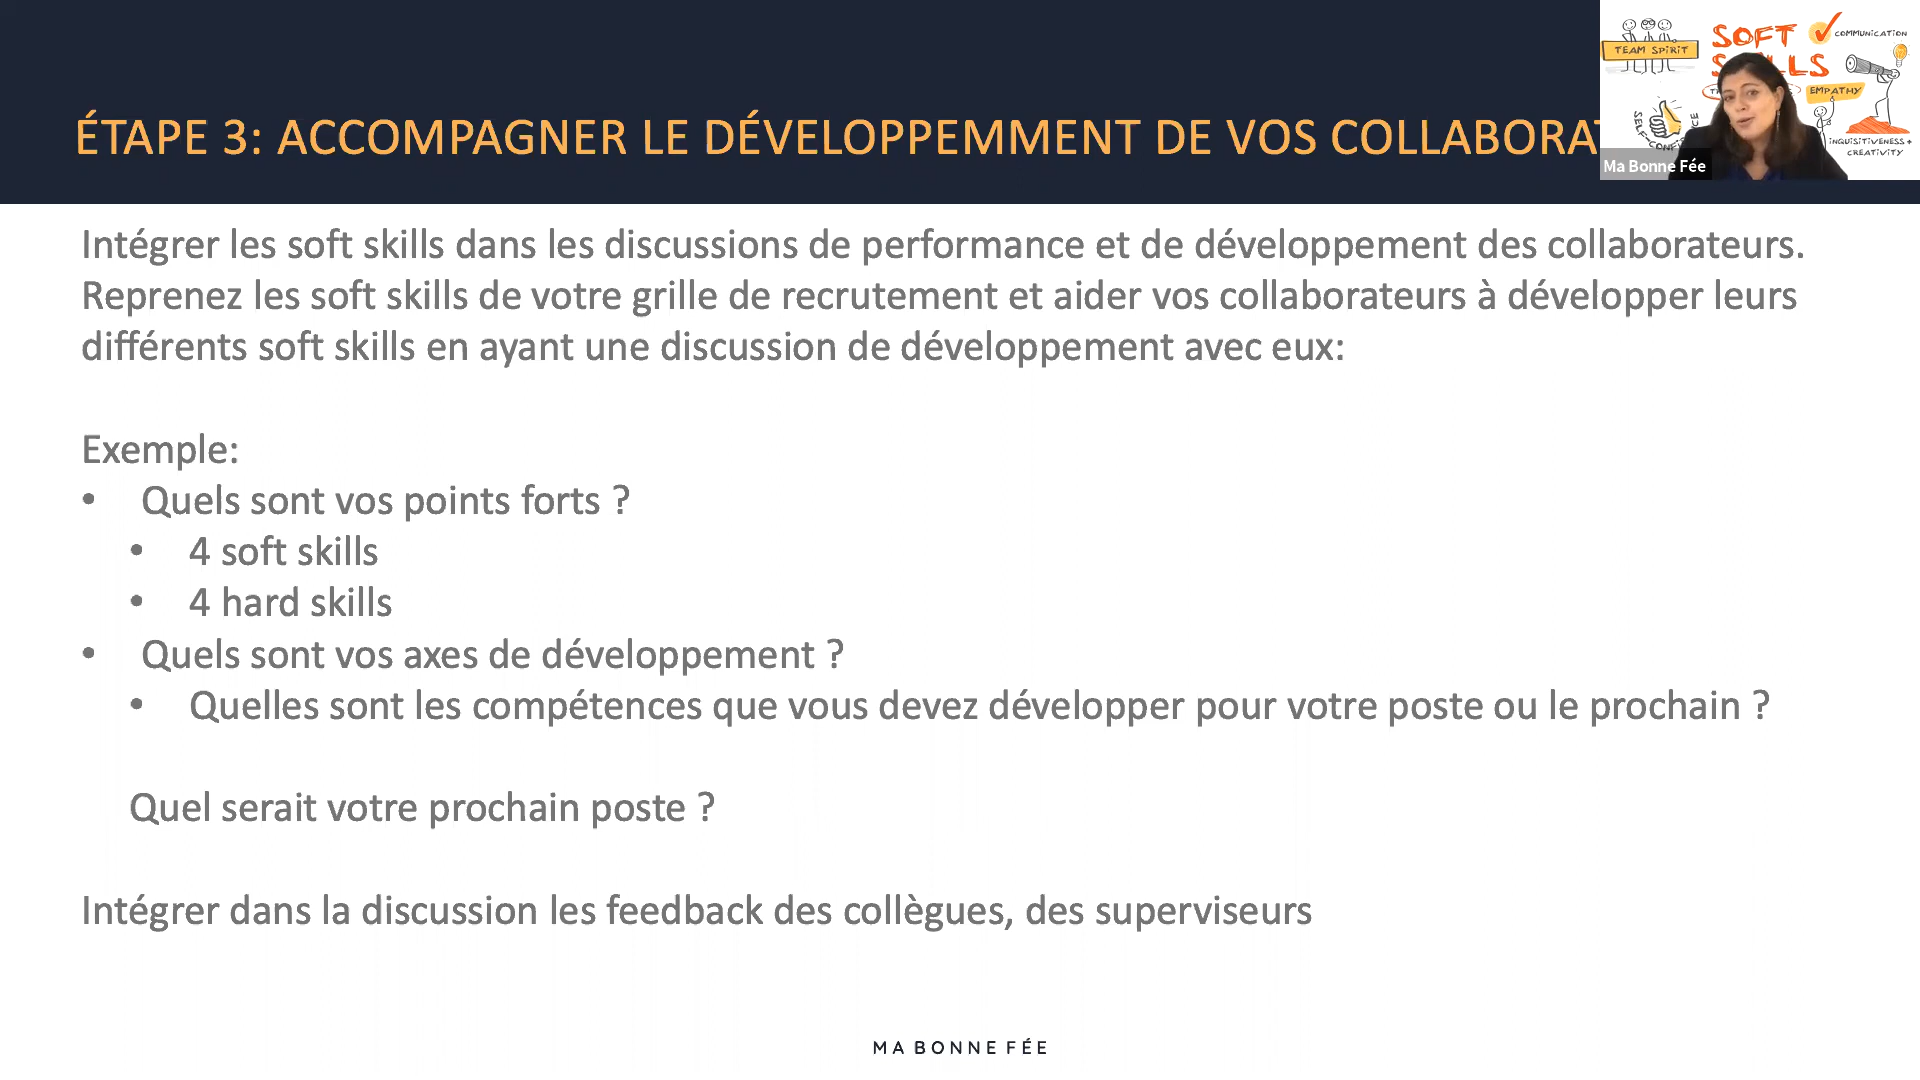 ÉTAPE 3: ACCOMPAGNER LE DÉVELOPPEMMENT DE VOS COLLABORAT
Intégrer les soft skills dans les discussions de performance et de développement des collaborateurs.
Reprenez les soft skills de votre grille de recrutement et aider vos collaborateurs à développer leurs
différents soft skills en ayant une discussion de développement avec eux:
Exemple:
• Quels sont vos points forts ?
• 4 soft skills
• 4 hard skills
• Quels sont vos axes de développement ?
• Quelles sont les compétences que vous devez développer pour votre poste ou le prochain ?
Quel serait votre prochain poste ?
Intégrer dans la discussion les feedback des collègues, des superviseurs
MA BONNE FÉE
TEAM SPIRIT
SOFT
COMMUNICATION
EMPATHY
INQUISITIVENESS +
CREATIVITY
Ma Bonne Fée